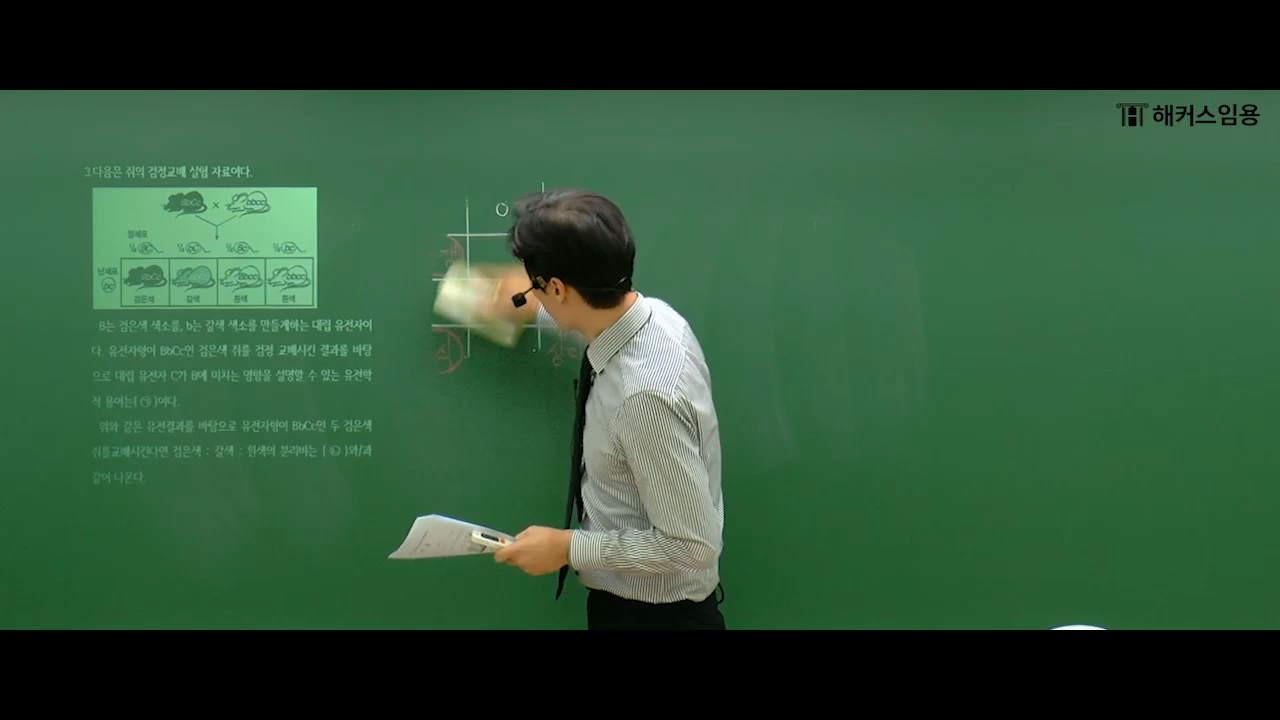 해커스임용
3.다음은 쥐의 검정교배 실험 자료이다.
BbCc x bbcc
정세포
¼ BC ¼ bC ¼ Bc ¼ bc
난세포
bc
BbCc bbCc Bbcc bbcc
검은색 갈색 흰색 흰색
B는 검은색 색소를, b는 갈색 색소를 만들게하는 대립 유전자이
다. 유전자형이 BbCc인 검은색 쥐를 검정 교배시킨 결과를 바탕
으로 대립 유전자 C가 B에 미치는 영향을 설명할 수 있는 유전학
적 용어는( ㉠ )이다.
위와 같은 유전결과를 바탕으로 유전자형이 BbCc인 두 검은색
쥐를교배시킨다면 검은색 : 갈색 : 흰색의 분리비는 ( ㉡ )와/과
같이 나온다.